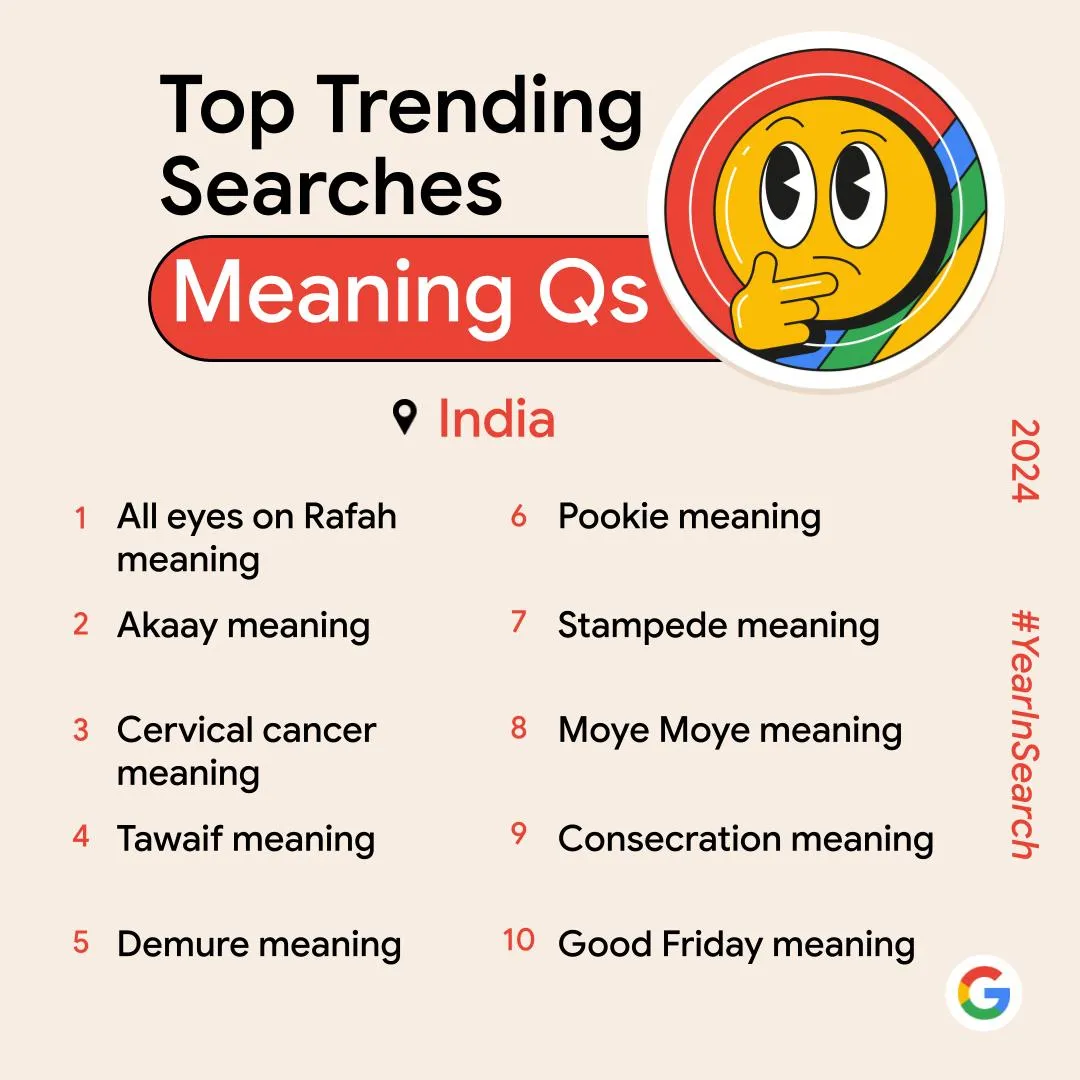 Top Trending
Searches
Meaning Qs
India
1 All eyes on Rafah
meaning
2 Akaay meaning
3 Cervical cancer
meaning
4 Tawaif meaning
5 Demure meaning
6 Pookie meaning
7 Stampede meaning
8 Moye Moye meaning
9 Consecration meaning
10 Good Friday meaning
2024
#YearInSearch
G